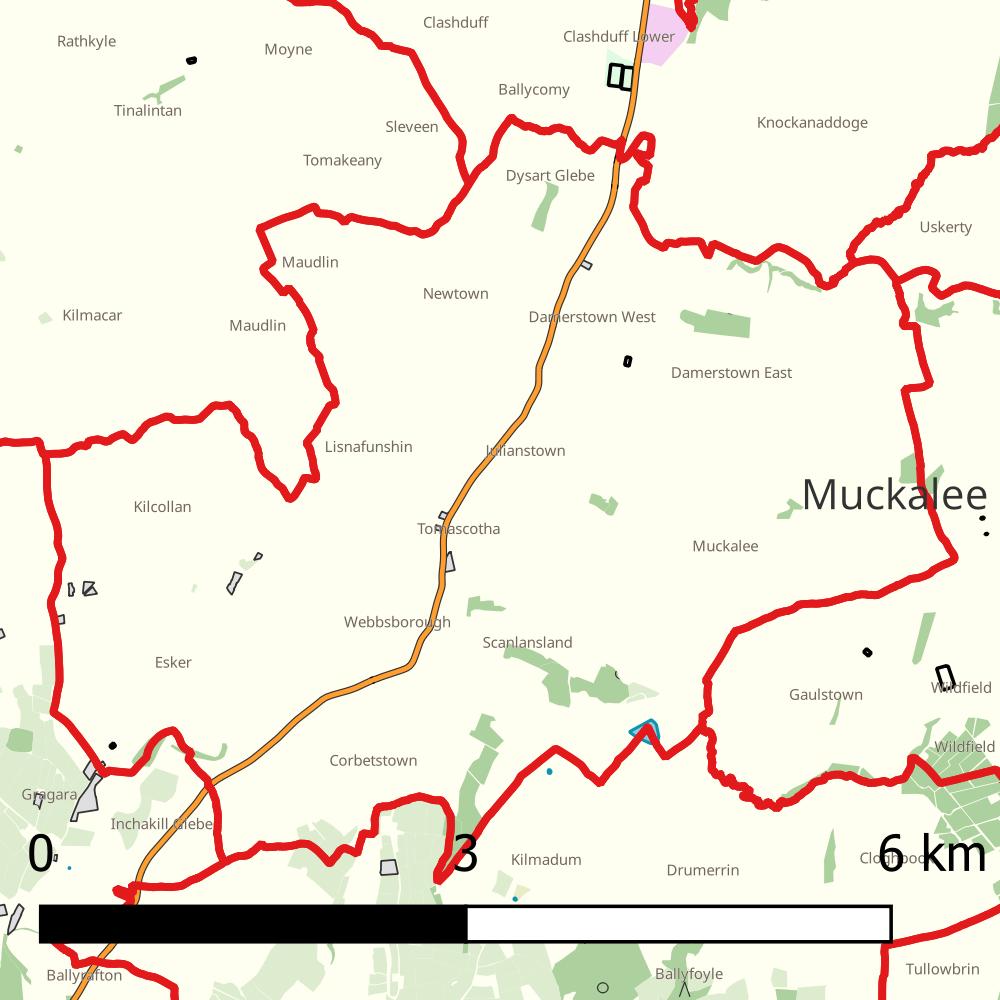 Clashduff
Clashduff Lower
Rathkyle
Moyne
Ballycomy
Tinalintan
Sleveen
Knockanaddoge
Tomakeany
Dysart Glebe
Uskerty
Maudlin
Newtown
Kilmacar
Maudlin
Damerstown West
Damerstown East
Lisnafunshin
Julianstown
Muckalee
Kilcollan
Tomascotha
Muckalee
Webbsborough
Scanlansland
Esker
Gaulstown
Wildfield
Wildfield
Corbetstown
Gragara
Inchakill Glebe
Kilmadum
Drumerrin
Cloghpook
0
3
6 km
Ballyrafton
Ballyfoyle
Tullowbrin